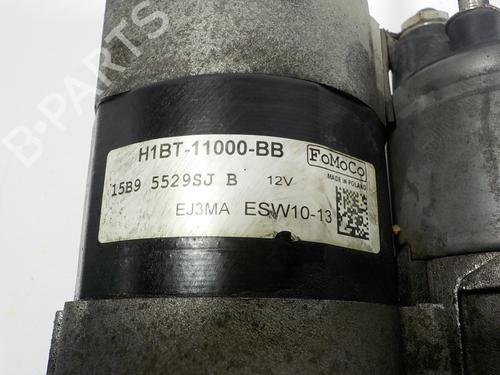 B-PARTS
H1BT-11000-BB
FoMoCo
MADE IN POLAND
15B9 5529SJ B 12V
EJ3MA ESW10-13